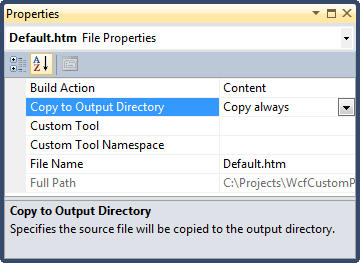 Properties
Default.htm File Properties
Build Action Content
Copy to Output Directory Copy always
Custom Tool
Custom Tool Namespace
File Name Default.htm
Full Path C:\Projects\WcfCustomP
Copy to Output Directory
Specifies the source file will be copied to the output directory.